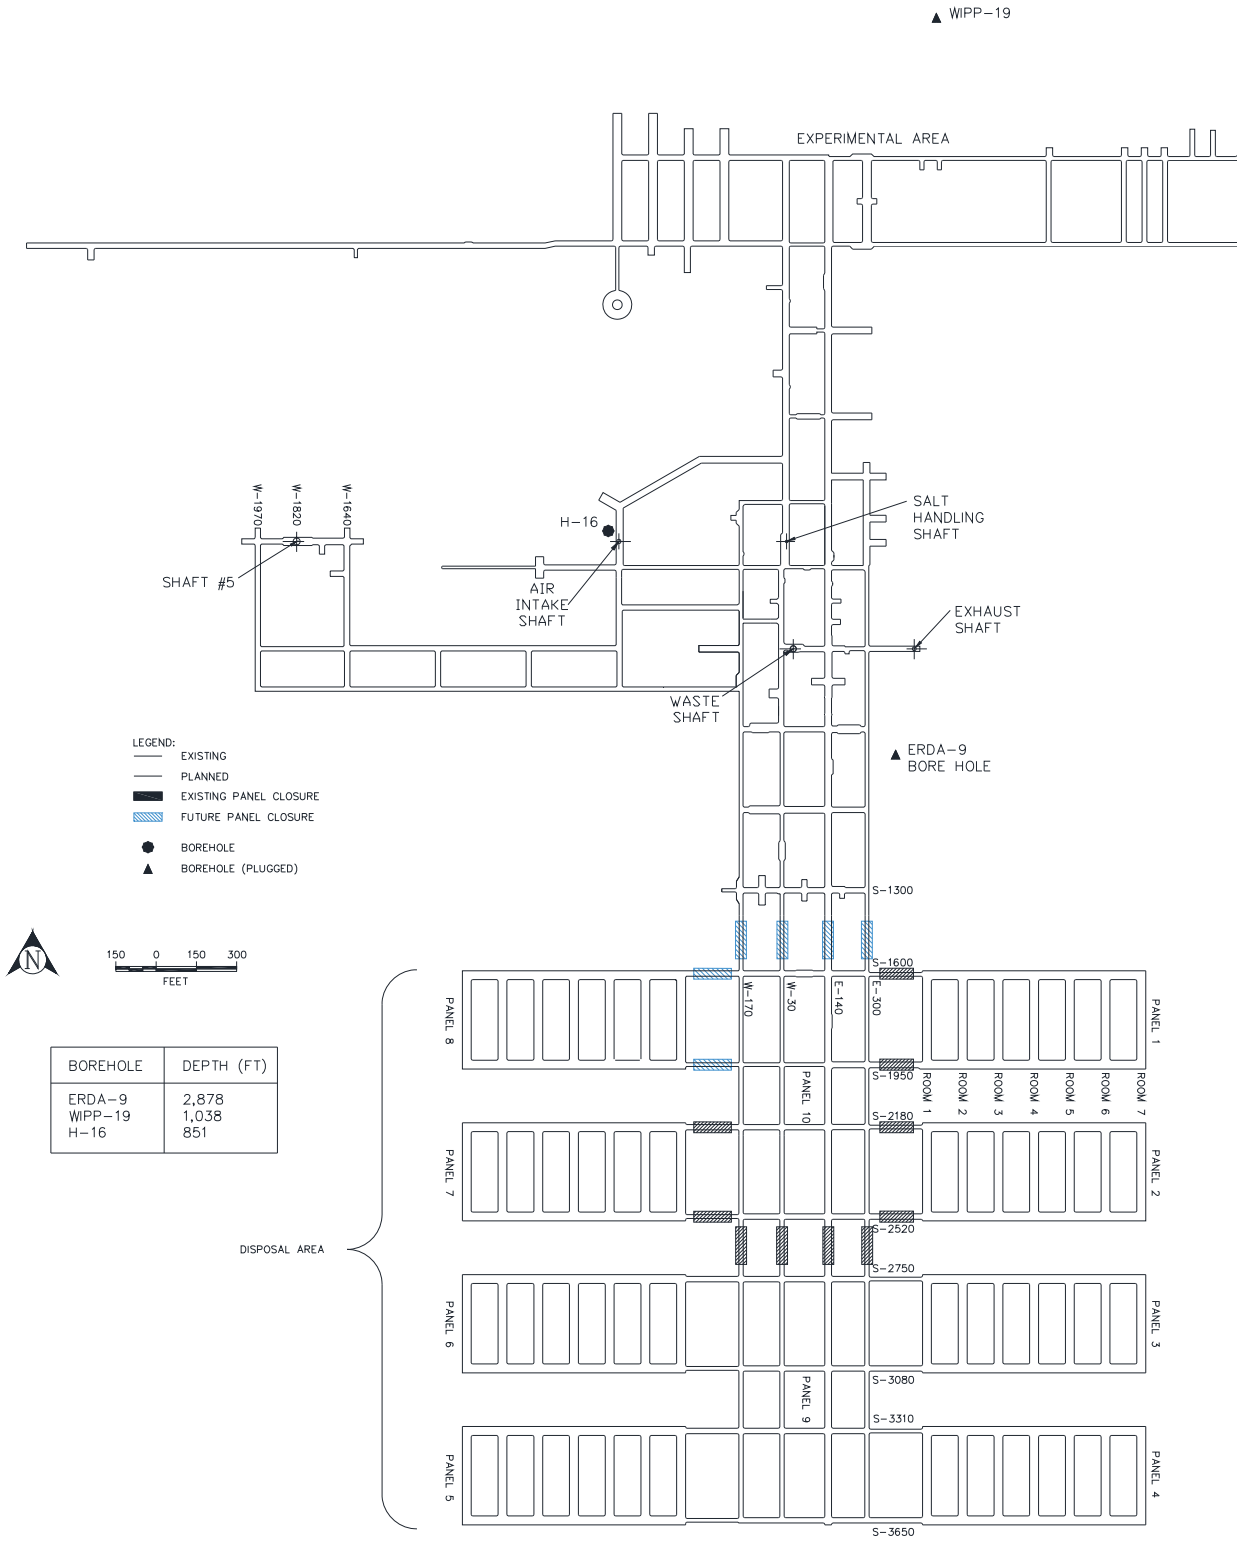 WIPP-19
EXPERIMENTAL AREA
W-1970
W-1820
W-1640
H-16
SALT
HANDLING
SHAFT
SHAFT #5
AIR
INTAKE
SHAFT
EXHAUST
SHAFT
WASTE
SHAFT
LEGEND:
EXISTING
PLANNED
EXISTING PANEL CLOSURE
FUTURE PANEL CLOSURE
BOREHOLE
BOREHOLE (PLUGGED)
ERDA-9
BORE HOLE
S-1300
N
150 0 150 300
FEET
S-1600
W-170
W-30
E-140
E-300
PANEL 8
PANEL 1
BOREHOLE DEPTH (FT)
ERDA-9 2,878
WIPP-19 1,038
H-16 851
S-1950
PANEL 10
ROOM 1
ROOM 2
ROOM 3
ROOM 4
ROOM 5
ROOM 6
ROOM 7
S-2180
PANEL 7
PANEL 2
S-2520
DISPOSAL AREA
S-2750
PANEL 6
PANEL 3
S-3080
PANEL 9
S-3310
PANEL 5
PANEL 4
S-3650